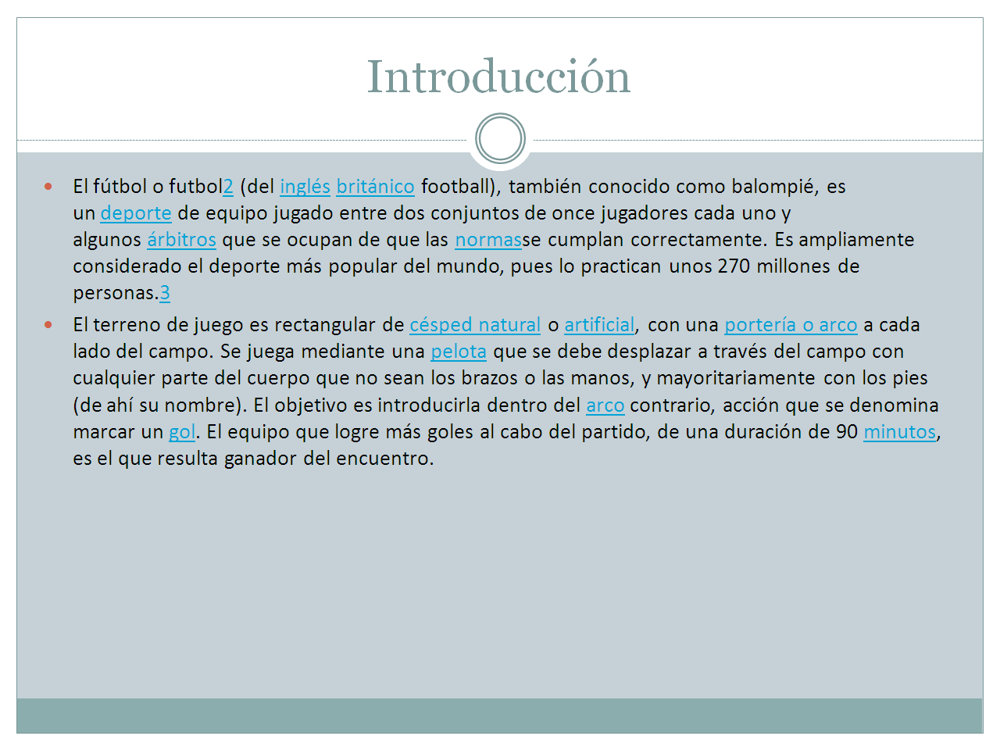 Introducción
El fútbol o futbol2 (del inglés británico football), también conocido como balompié, es
un deporte de equipo jugado entre dos conjuntos de once jugadores cada uno y
algunos árbitros que se ocupan de que las normasse cumplan correctamente. Es ampliamente
considerado el deporte más popular del mundo, pues lo practican unos 270 millones de
personas.3
El terreno de juego es rectangular de césped natural o artificial, con una portería o arco a cada
lado del campo. Se juega mediante una pelota que se debe desplazar a través del campo con
cualquier parte del cuerpo que no sean los brazos o las manos, y mayoritariamente con los pies
(de ahí su nombre). El objetivo es introducirla dentro del arco contrario, acción que se denomina
marcar un gol. El equipo que logre más goles al cabo del partido, de una duración de 90 minutos,
es el que resulta ganador del encuentro.